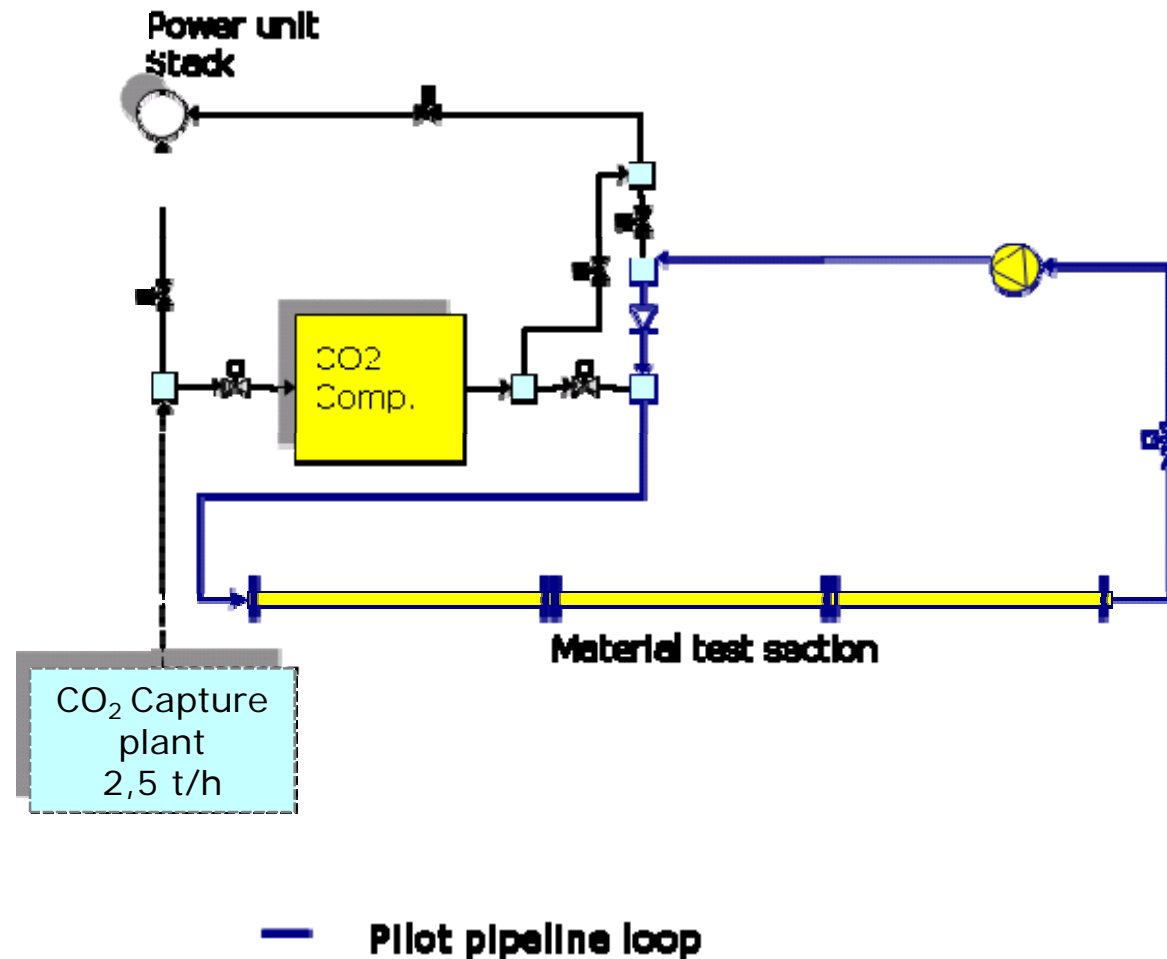 Power unit
Stack
CO2
Comp.
Material test section
CO₂ Capture
plant
2,5 t/h
Pilot pipeline loop